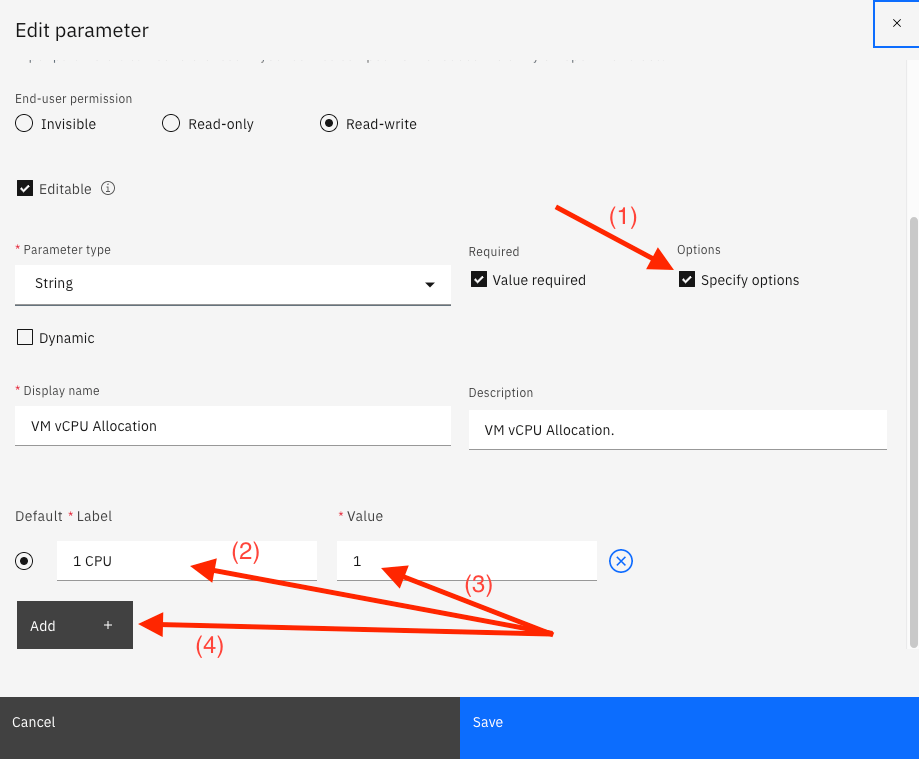 Edit parameter
End-user permission
Invisible Read-only Read-write
Editable
(1)
* Parameter type Required Options
String Value required Specify options
Dynamic
* Display name Description
VM vCPU Allocation VM vCPU Allocation.
Default * Label * Value
1 CPU (2) 1 (3)
Add +
(4)
Cancel Save